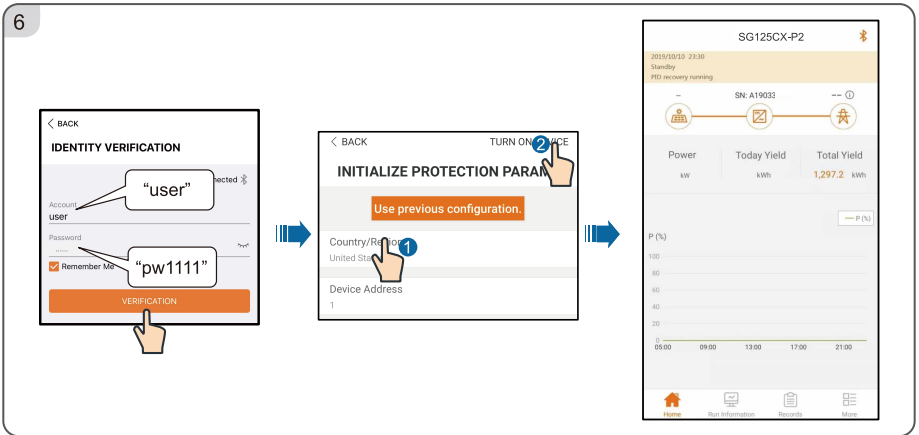 6
< BACK
IDENTITY VERIFICATION
nected
"user"
Account
user
Password
......
"pw1111"
Remember Me
VERIFICATION
< BACK
TURN ON
VICE
2
INITIALIZE PROTECTION PARAM
Use previous configuration.
Country/Region
1
United Sta
Device Address
1
SG125CX-P2
2019/10/10 23:30
Standby
PID recovery running
-- SN: A19033 --
Power Today Yield Total Yield
kW kWh 1,297.2 kWh
P (%)
P (%)
100
80
60
40
20
0
05:00 09:00 13:00 17:00 21:00
Home Run Information Records More